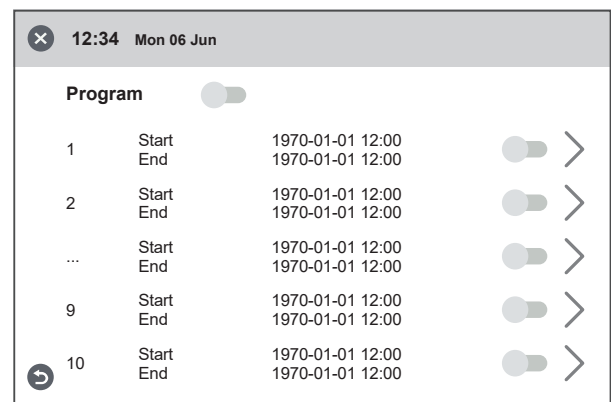 12:34 Mon 06 Jun
Program
1 Start 1970-01-01 12:00
End 1970-01-01 12:00
2 Start 1970-01-01 12:00
End 1970-01-01 12:00
... Start 1970-01-01 12:00
End 1970-01-01 12:00
9 Start 1970-01-01 12:00
End 1970-01-01 12:00
10 Start 1970-01-01 12:00
End 1970-01-01 12:00